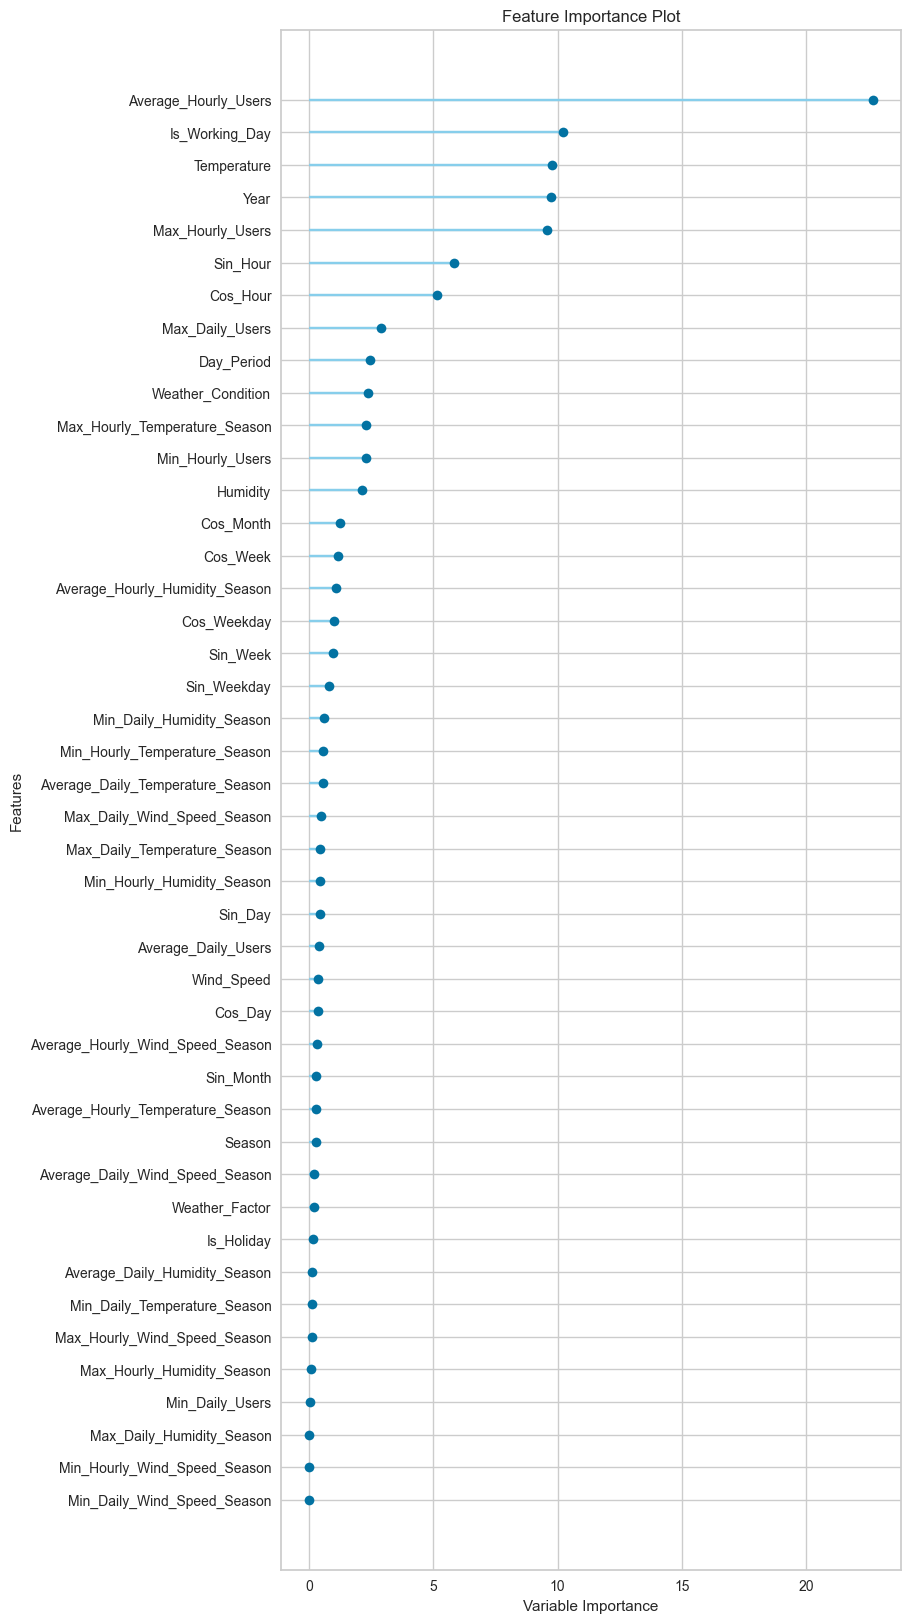 Feature Importance Plot
Average_Hourly_Users
Is_Working_Day
Temperature
Year
Max_Hourly_Users
Sin_Hour
Cos_Hour
Max_Daily_Users
Day_Period
Weather_Condition
Max_Hourly_Temperature_Season
Min_Hourly_Users
Humidity
Cos_Month
Cos_Week
Average_Hourly_Humidity_Season
Cos_Weekday
Sin_Week
Sin_Weekday
Min_Daily_Humidity_Season
Min_Hourly_Temperature_Season
Average_Daily_Temperature_Season
Max_Daily_Wind_Speed_Season
Max_Daily_Temperature_Season
Min_Hourly_Humidity_Season
Sin_Day
Average_Daily_Users
Wind_Speed
Cos_Day
Average_Hourly_Wind_Speed_Season
Sin_Month
Average_Hourly_Temperature_Season
Season
Average_Daily_Wind_Speed_Season
Weather_Factor
Is_Holiday
Average_Daily_Humidity_Season
Min_Daily_Temperature_Season
Max_Hourly_Wind_Speed_Season
Max_Hourly_Humidity_Season
Min_Daily_Users
Max_Daily_Humidity_Season
Min_Hourly_Wind_Speed_Season
Min_Daily_Wind_Speed_Season
Features
0 5 10 15 20
Variable Importance